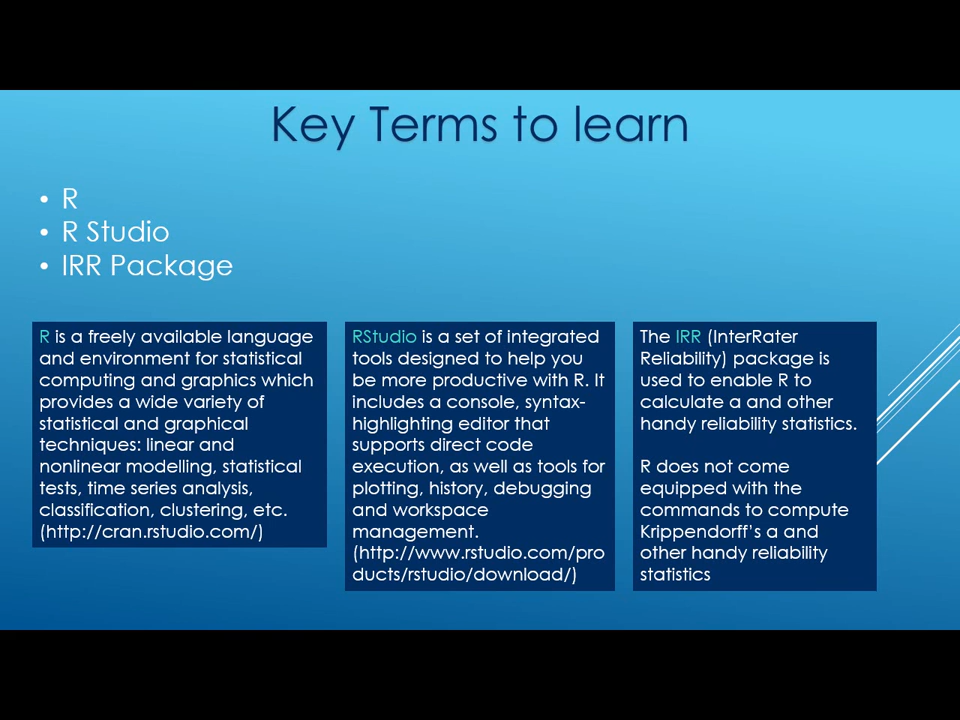 Key Terms to learn
• R
• R Studio
• IRR Package
R is a freely available language
and environment for statistical
computing and graphics which
provides a wide variety of
statistical and graphical
techniques: linear and
nonlinear modelling, statistical
tests, time series analysis,
classification, clustering, etc.
(http://cran.rstudio.com/)
RStudio is a set of integrated
tools designed to help you
be more productive with R. It
includes a console, syntax-
highlighting editor that
supports direct code
execution, as well as tools for
plotting, history, debugging
and workspace
management.
(http://www.rstudio.com/pro
ducts/rstudio/download/)
The IRR (InterRater
Reliability) package is
used to enable R to
calculate a and other
handy reliability statistics.
R does not come
equipped with the
commands to compute
Krippendorff's a and
other handy reliability
statistics